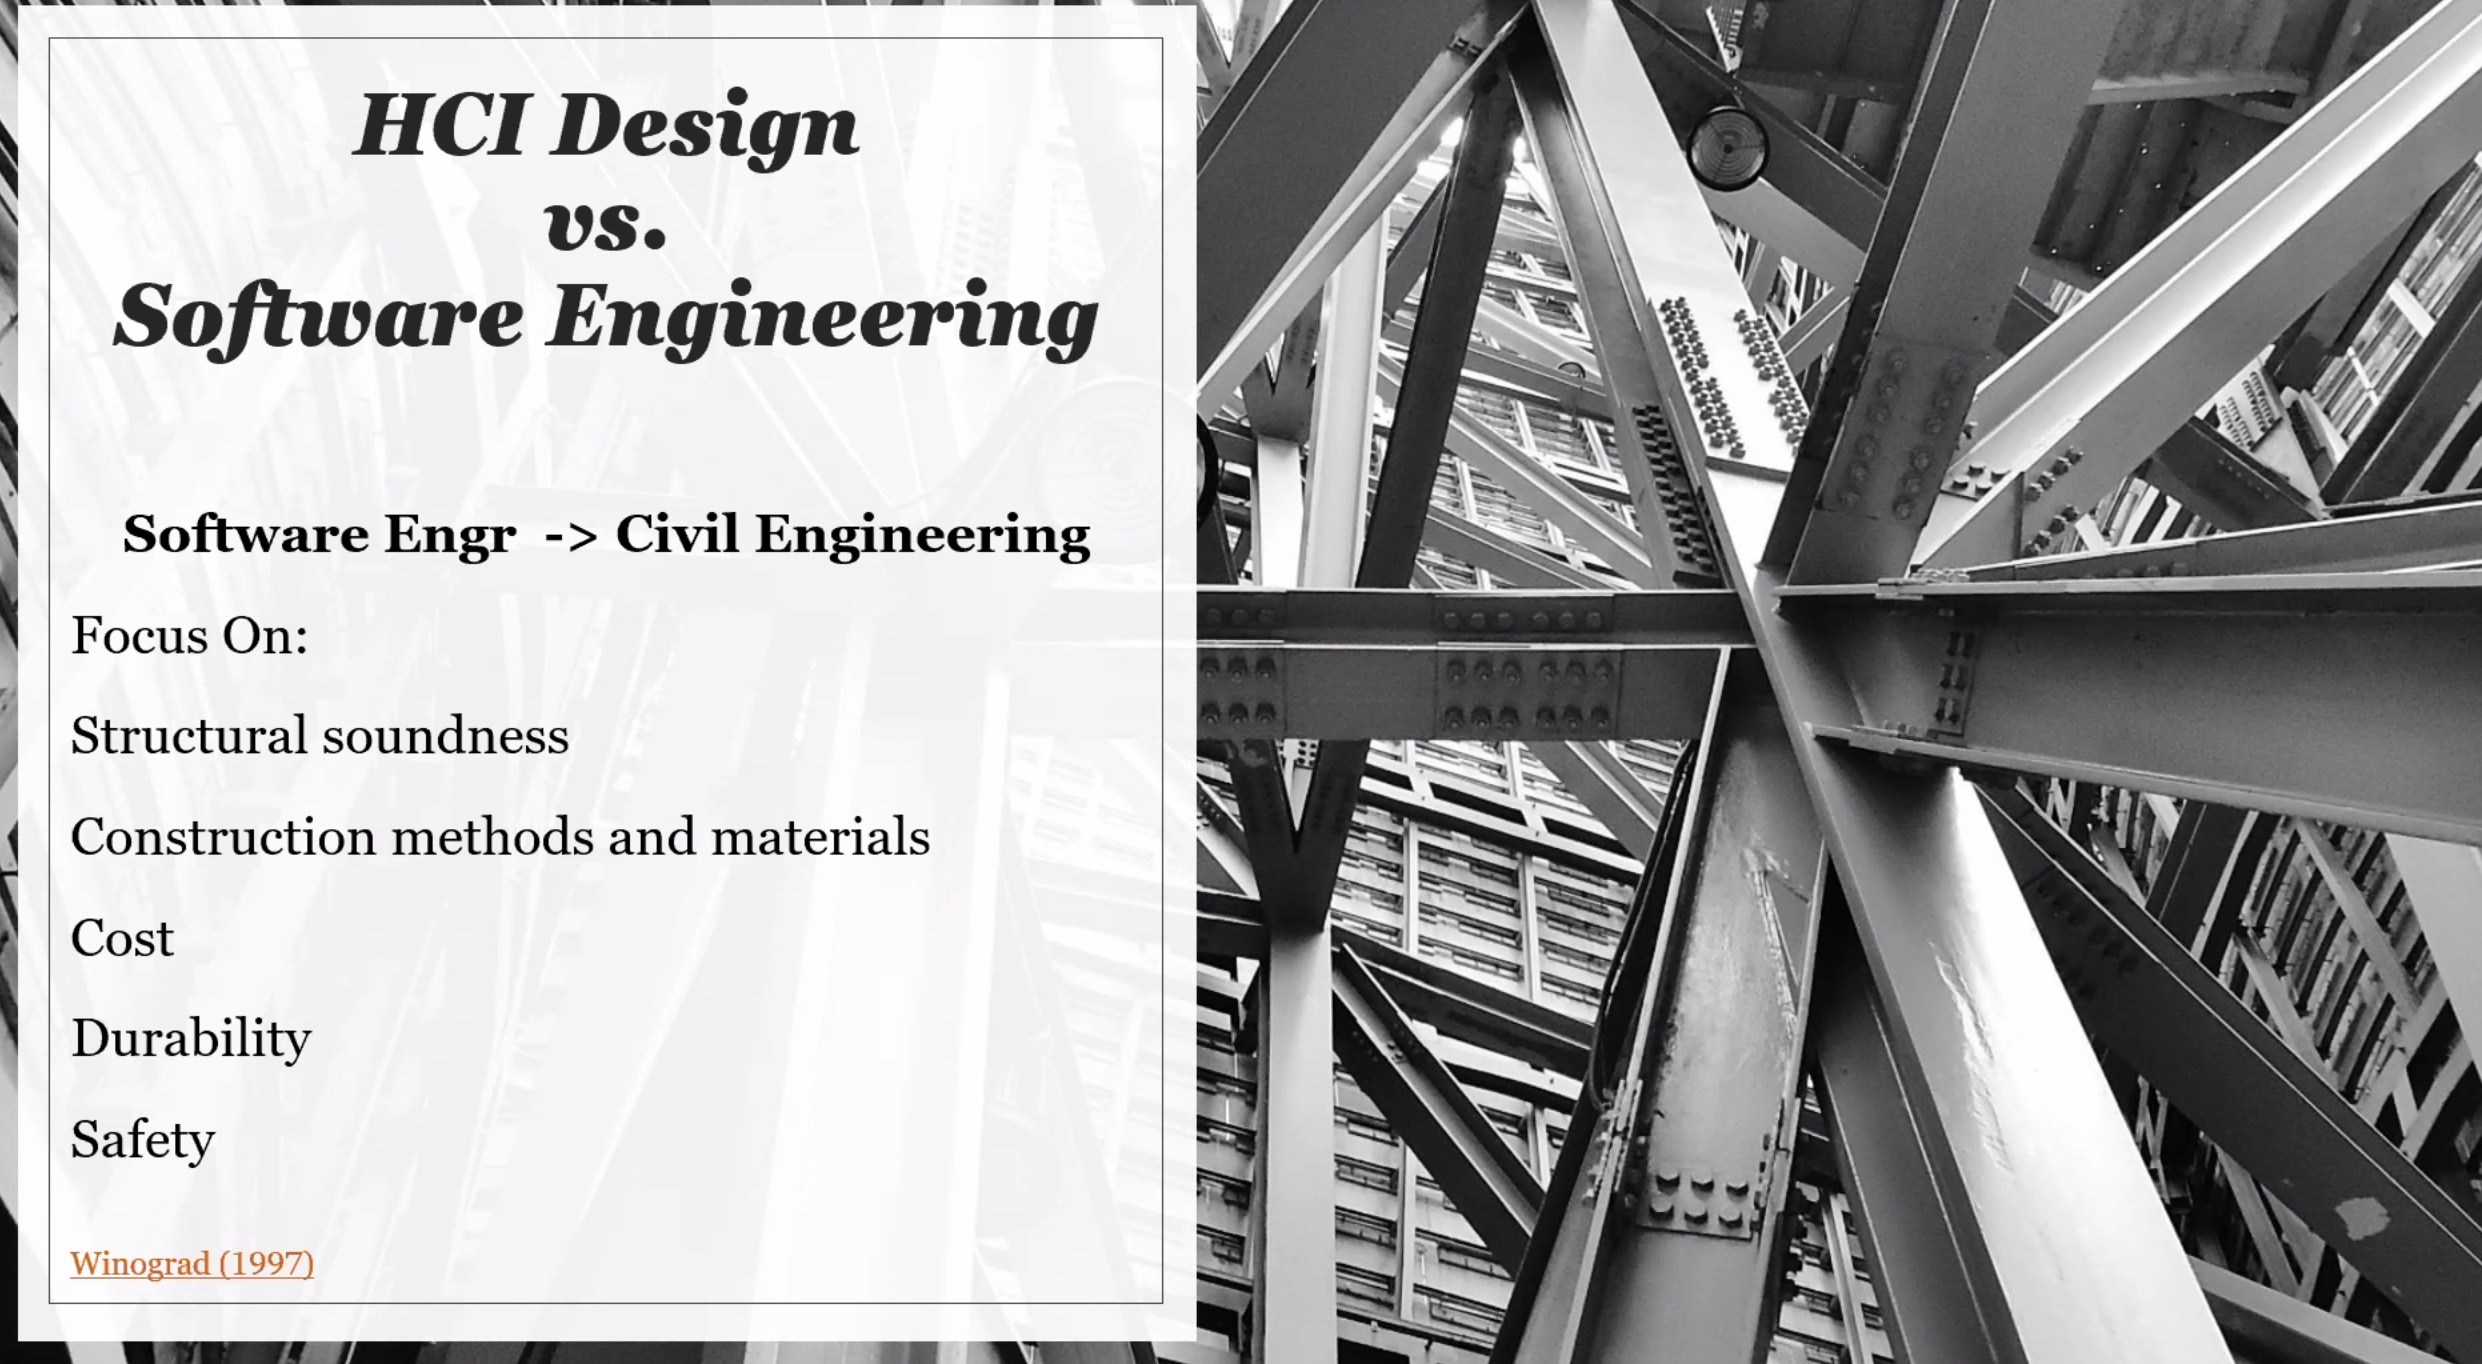 HCI Design
vs.
Software Engineering
Software Engr -> Civil Engineering
Focus On:
Structural soundness
Construction methods and materials
Cost
Durability
Safety
Winograd (1997)